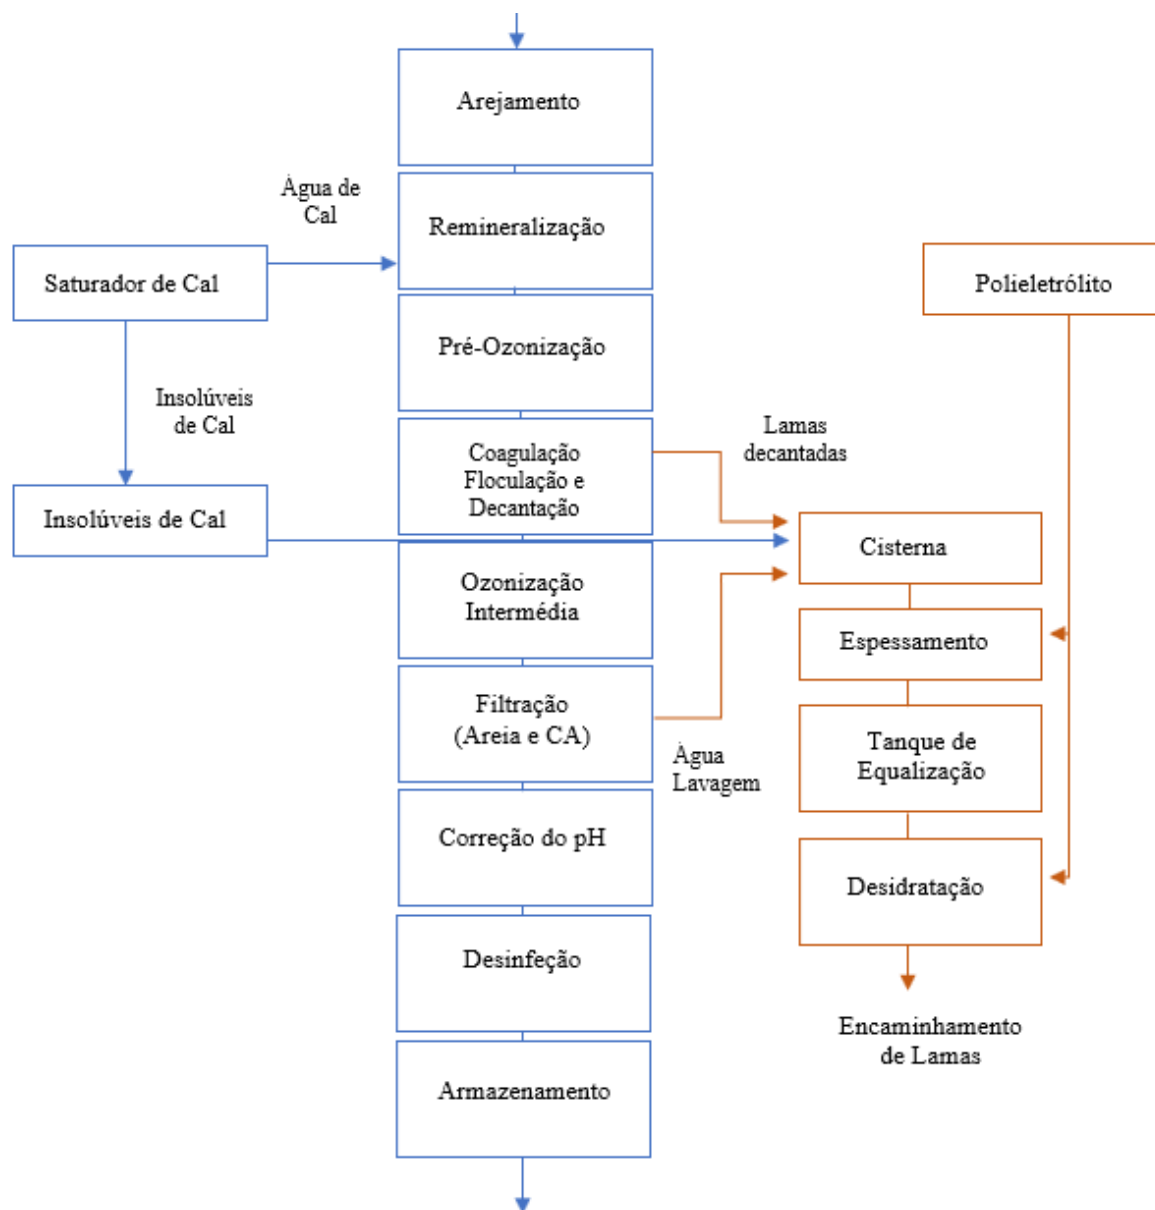 Arejamento
Água de
Cal
Remineralização
Saturador de Cal
Polieletrólito
Pré-Ozonização
Insolúveis
de Cal
Lamas
decantadas
Coagulação
Floculação e
Decantação
Insolúveis de Cal
Cisterna
Ozonização
Intermédia
Espessamento
Filtração
(Areia e CA)
Água
Lavagem
Tanque de
Equalização
Correção do pH
Desidratação
Desinfeção
Encaminhamento
de Lamas
Armazenamento